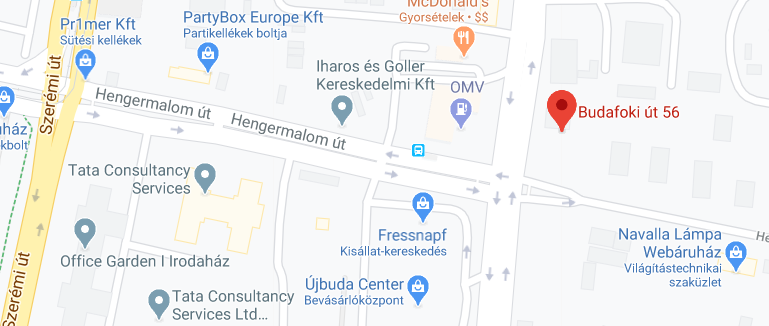 McDonald's
Gyorsételek • $$
PartyBox Europe Kft
Partikellékek boltja
Pr1mer Kft
Sütési kellékek
Szerémi út
Iharos és Goller
Kereskedelmi Kft
OMV
Hengermalom út
Hengermalom út
Budafoki út 56
Tata Consultancy
Services
Office Garden I Irodaház
Szerémi út
Fressnapf
Kisállat-kereskedés
Navalla Lámpa
Webáruház
Világítástechnikai
szaküzlet
Újbuda Center
Bevásárlóközpont
Tata Consultancy
Services Ltd...